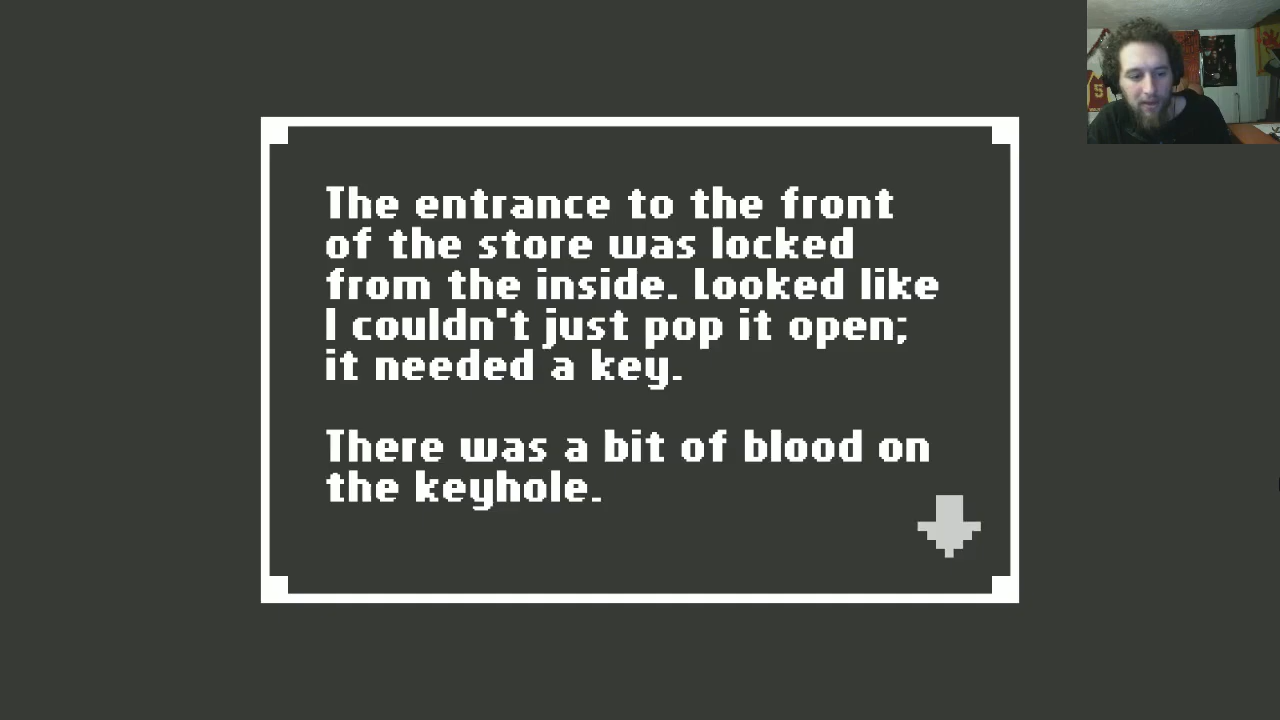 The entrance to the front
of the store was locked
from the inside. Looked like
I couldn't just pop it open;
it needed a key.
There was a bit of blood on
the keyhole.
5